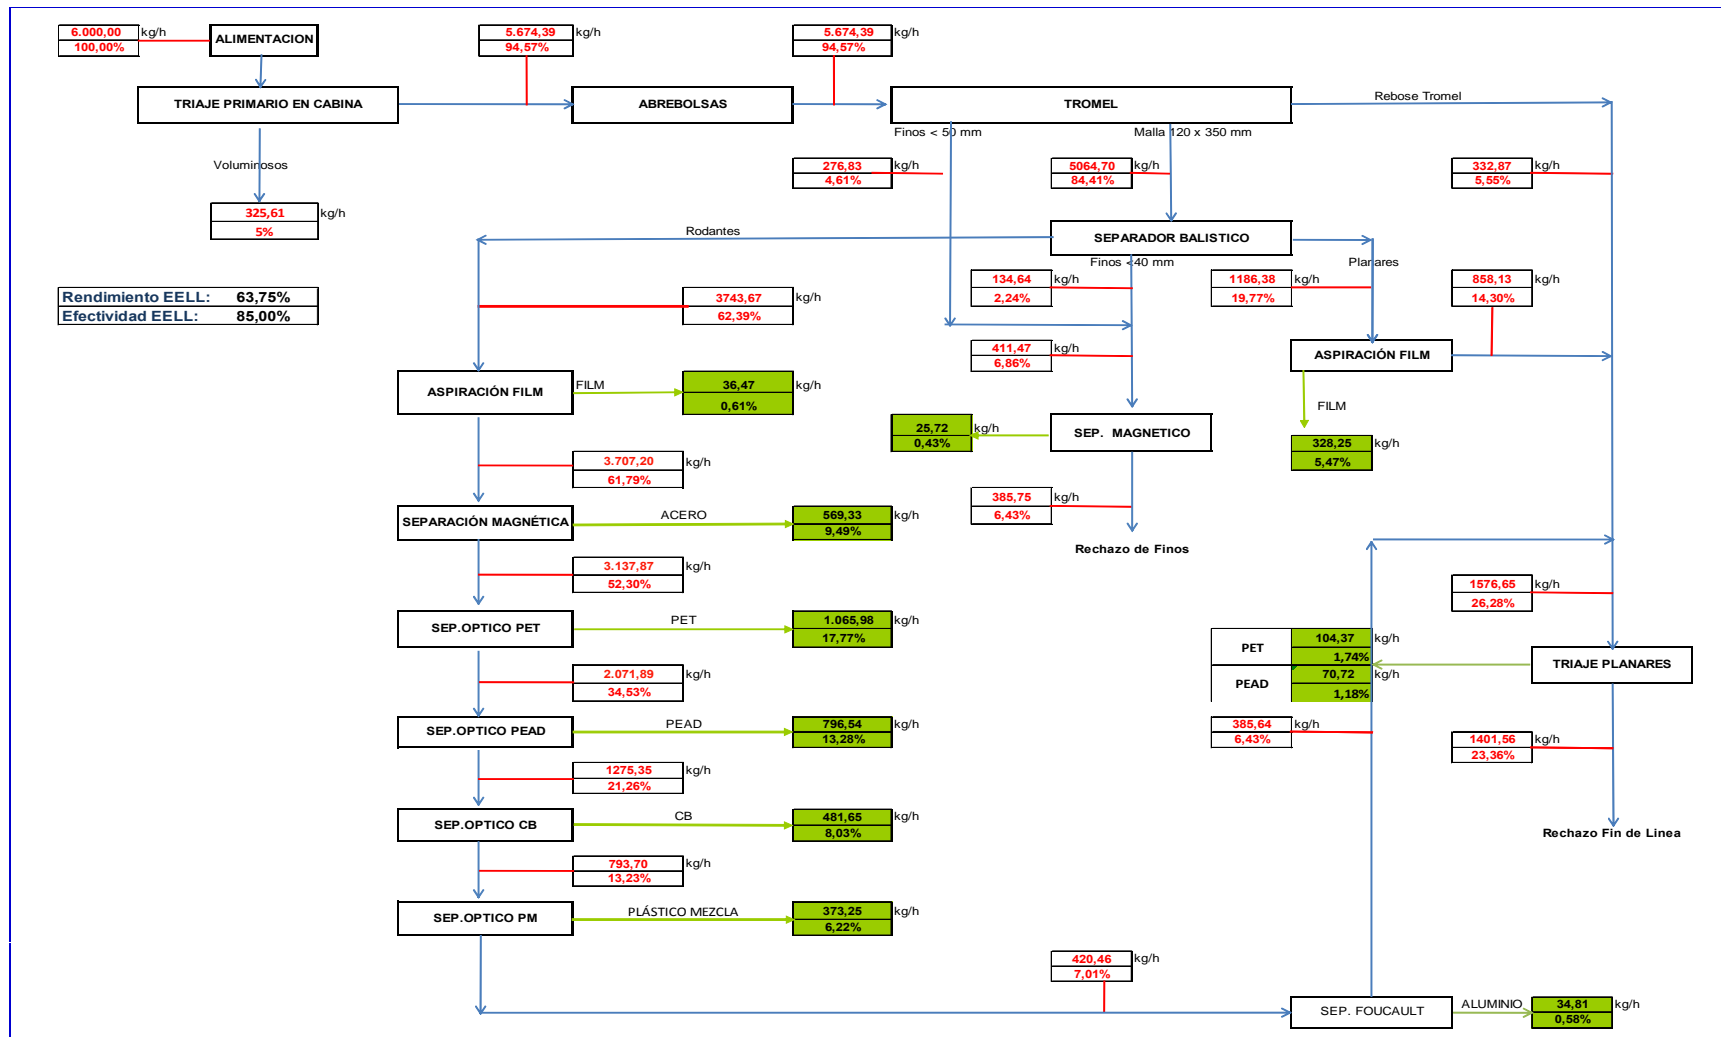 6.000,00 kg/h
100,00%
ALIMENTACION
5.674,39 kg/h
94,57%
5.674,39 kg/h
94,57%
TRIAJE PRIMARIO EN CABINA
ABREBOLSAS
TROMEL
Rebose Tromel
Finos < 50 mm
Malla 120 x 350 mm
Voluminosos
276,83 kg/h
4,61%
5064,70 kg/h
84,41%
332,87 kg/h
5,55%
325,61 kg/h
5%
Rodantes
SEPARADOR BALISTICO
Finos <40 mm
Planares
134,64 kg/h
2,24%
1186,38 kg/h
19,77%
858,13 kg/h
14,30%
Rendimiento EELL: 63,75%
Efectividad EELL: 85,00%
3743,67 kg/h
62,39%
411,47 kg/h
6,86%
ASPIRACIÓN FILM
ASPIRACIÓN FILM
FILM
36,47 kg/h
0,61%
FILM
25,72 kg/h
0,43%
SEP. MAGNETICO
328,25 kg/h
5,47%
3.707,20 kg/h
61,79%
385,75 kg/h
6,43%
SEPARACIÓN MAGNÉTICA
ACERO
569,33 kg/h
9,49%
Rechazo de Finos
3.137,87 kg/h
52,30%
1576,65 kg/h
26,28%
SEP.OPTICO PET
PET
1.065,98 kg/h
17,77%
PET
104,37 kg/h
1,74%
PEAD
70,72 kg/h
1,18%
TRIAJE PLANARES
2.071,89 kg/h
34,53%
SEP.OPTICO PEAD
PEAD
796,54 kg/h
13,28%
385,64 kg/h
6,43%
1401,56 kg/h
23,36%
1275,35 kg/h
21,26%
SEP.OPTICO CB
CB
481,65 kg/h
8,03%
Rechazo Fin de Linea
793,70 kg/h
13,23%
SEP.OPTICO PM
PLÁSTICO MEZCLA
373,25 kg/h
6,22%
420,46 kg/h
7,01%
SEP. FOUCAULT
ALUMINIO
34,81 kg/h
0,58%